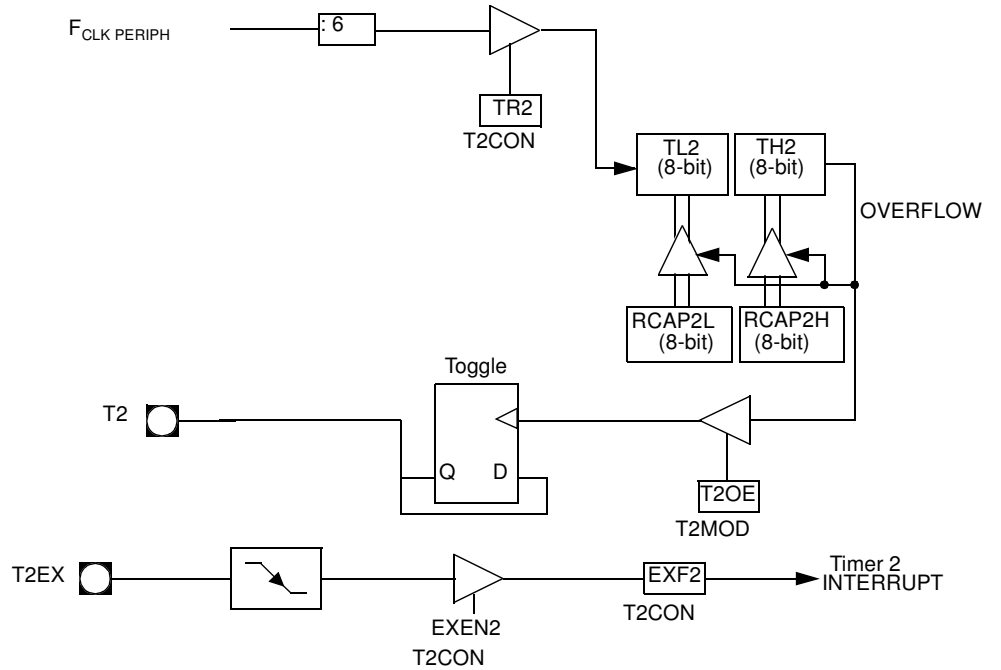 FCLK PERIPH
: 6
TR2
T2CON
TL2
(8-bit)
TH2
(8-bit)
OVERFLOW
RCAP2L
(8-bit)
RCAP2H
(8-bit)
Toggle
T2
Q
D
T2OE
T2MOD
T2EX
EXEN2
T2CON
EXF2
T2CON
Timer 2
INTERRUPT